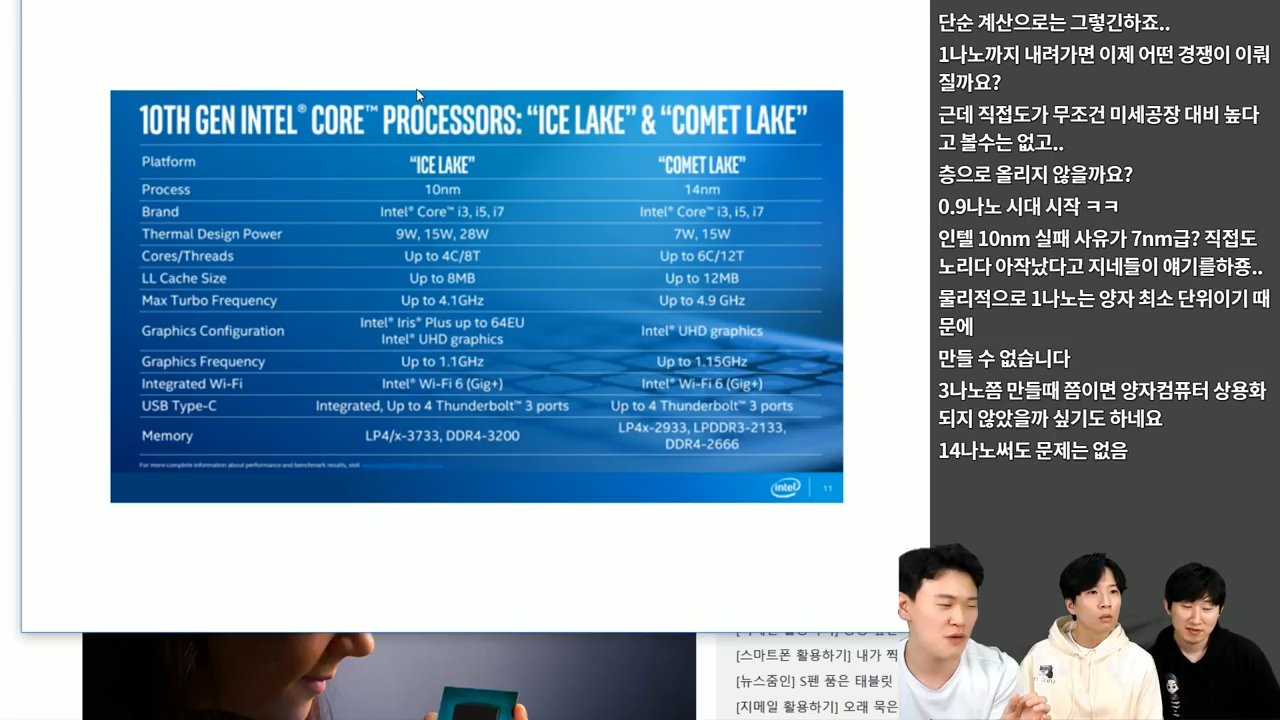 10TH GEN INTEL® CORE™ PROCESSORS: “ICE LAKE” & “COMET LAKE”
Platform “ICE LAKE” “COMET LAKE”
Process 10nm 14nm
Brand Intel® Core™ i3, i5, i7 Intel® Core™ i3, i5, i7
Thermal Design Power 9W, 15W, 28W 7W, 15W
Cores/Threads Up to 4C/8T Up to 6C/12T
LL Cache Size Up to 8MB Up to 12MB
Max Turbo Frequency Up to 4.1GHz Up to 4.9 GHz
Graphics Configuration Intel® Iris® Plus up to 64EU Intel® UHD graphics
Intel® UHD graphics
Graphics Frequency Up to 1.1GHz Up to 1.15GHz
Integrated Wi-Fi Intel® Wi-Fi 6 (Gig+) Intel® Wi-Fi 6 (Gig+)
USB Type-C Integrated, Up to 4 Thunderbolt™ 3 ports Up to 4 Thunderbolt™ 3 ports
Memory LP4/x-3733, DDR4-3200 LP4x-2933, LPDDR3-2133,
DDR4-2666
For more complete information about performance and benchmark results, visit
intel 11
단순 계산으로는 그렇긴하죠..
1나노까지 내려가면 이제 어떤 경쟁이 이뤄
질까요?
근데 직접도가 무조건 미세공장 대비 높다
고 볼수는 없고..
층으로 올리지 않을까요?
0.9나노 시대 시작 ㅋㅋ
인텔 10nm 실패 사유가 7nm급? 직접도
노리다 아작났다고 지네들이 얘기를하죵..
물리적으로 1나노는 양자 최소 단위이기 때
문에
만들 수 없습니다
3나노쯤 만들때 쯤이면 양자컴퓨터 상용화
되지 않았을까 싶기도 하네요
14나노써도 문제는 없음
[스마트폰 활용하기] 내가 찍
[뉴스줌인] S펜 품은 태블릿
[지메일 활용하기] 오래 묵은